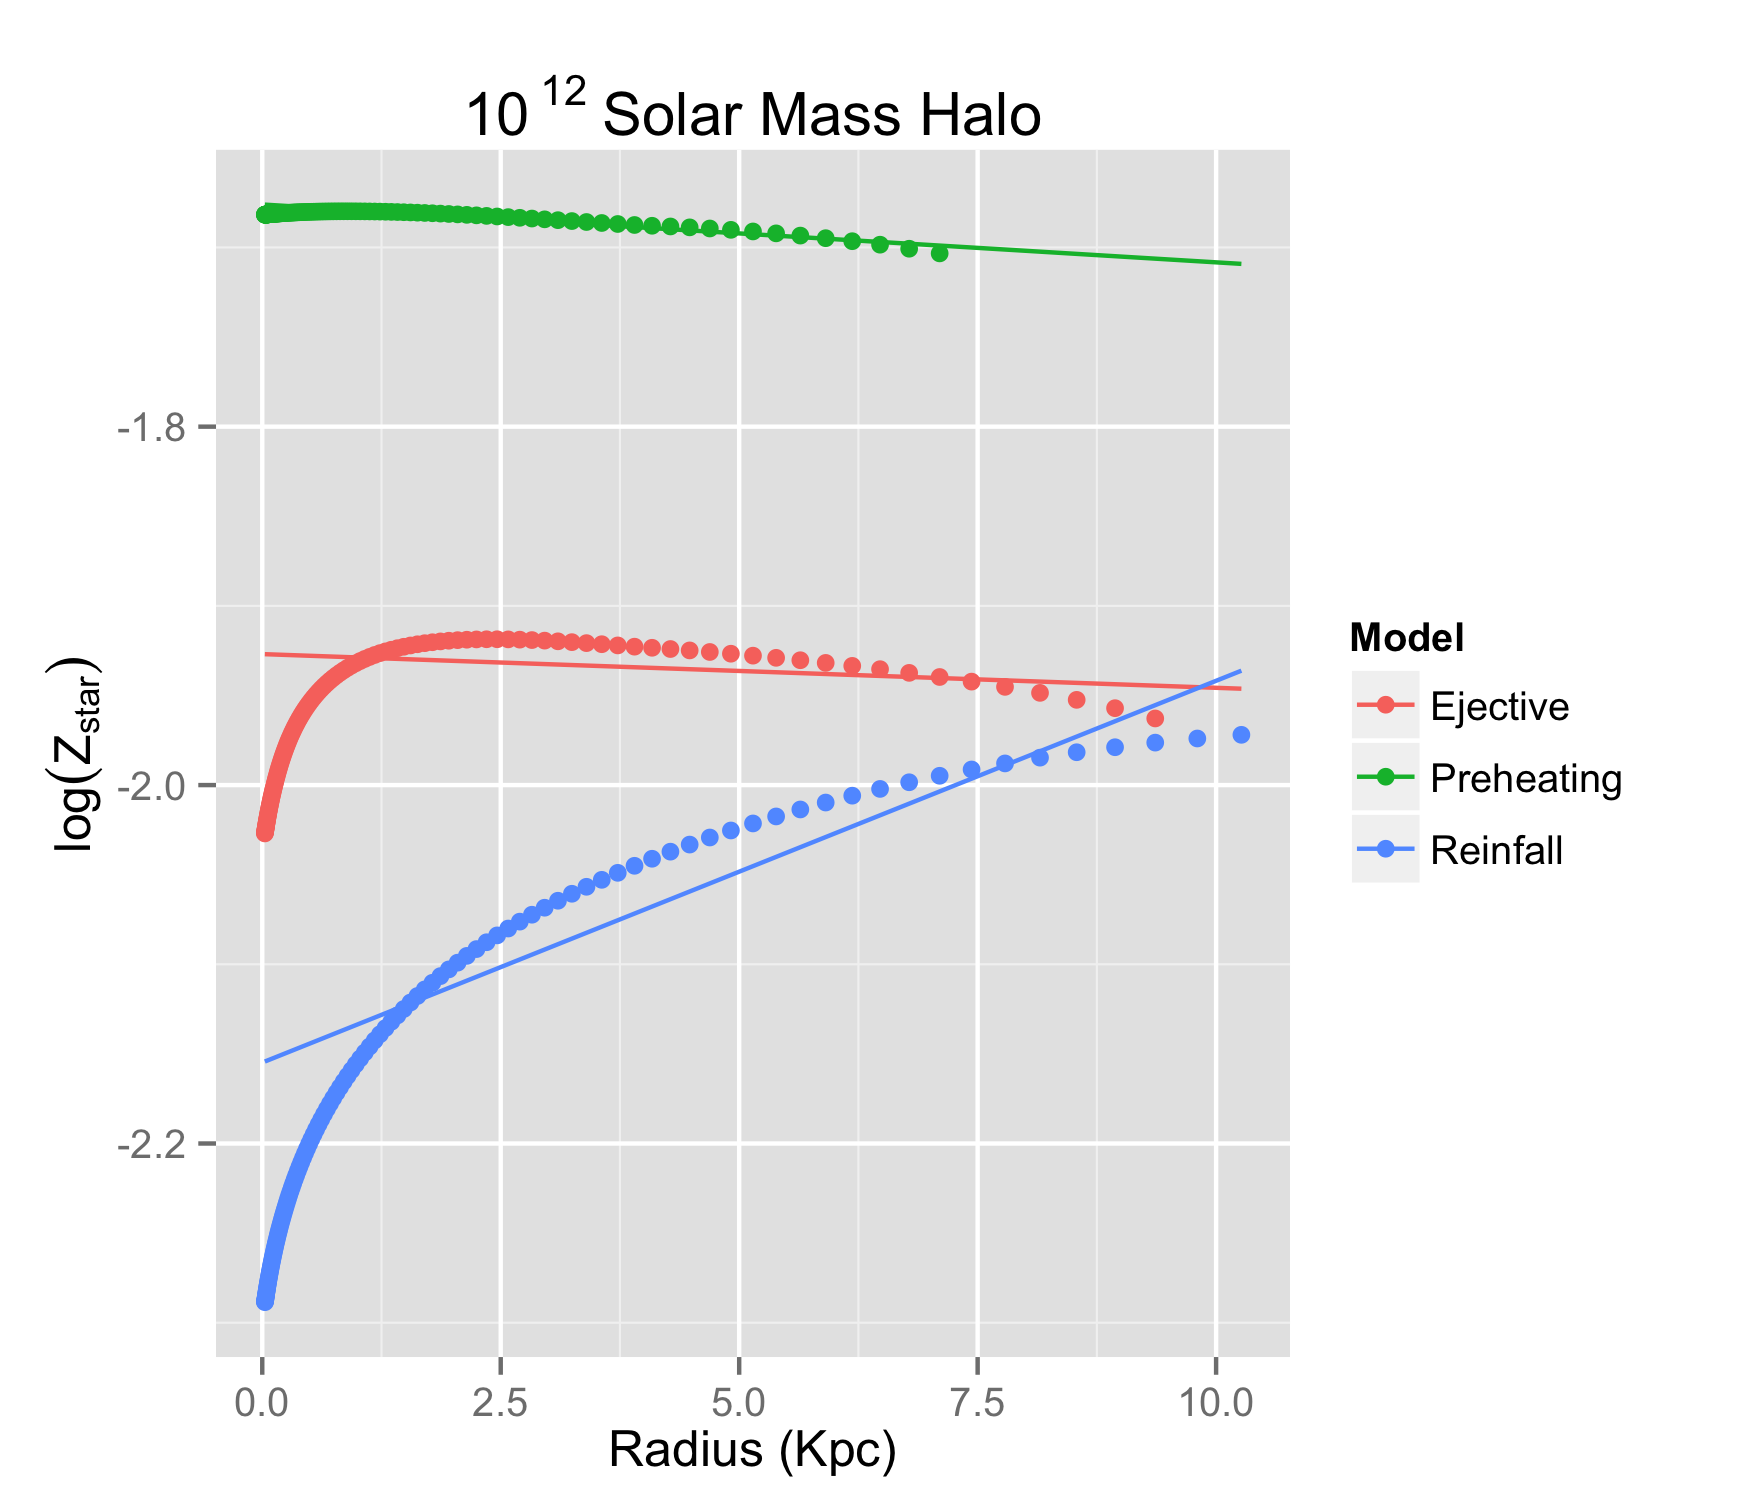 10 12 Solar Mass Halo
log(Zstar)
-1.8
-2.0
-2.2
0.0 2.5 5.0 7.5 10.0
Radius (Kpc)
Model
Ejective
Preheating
Reinfall